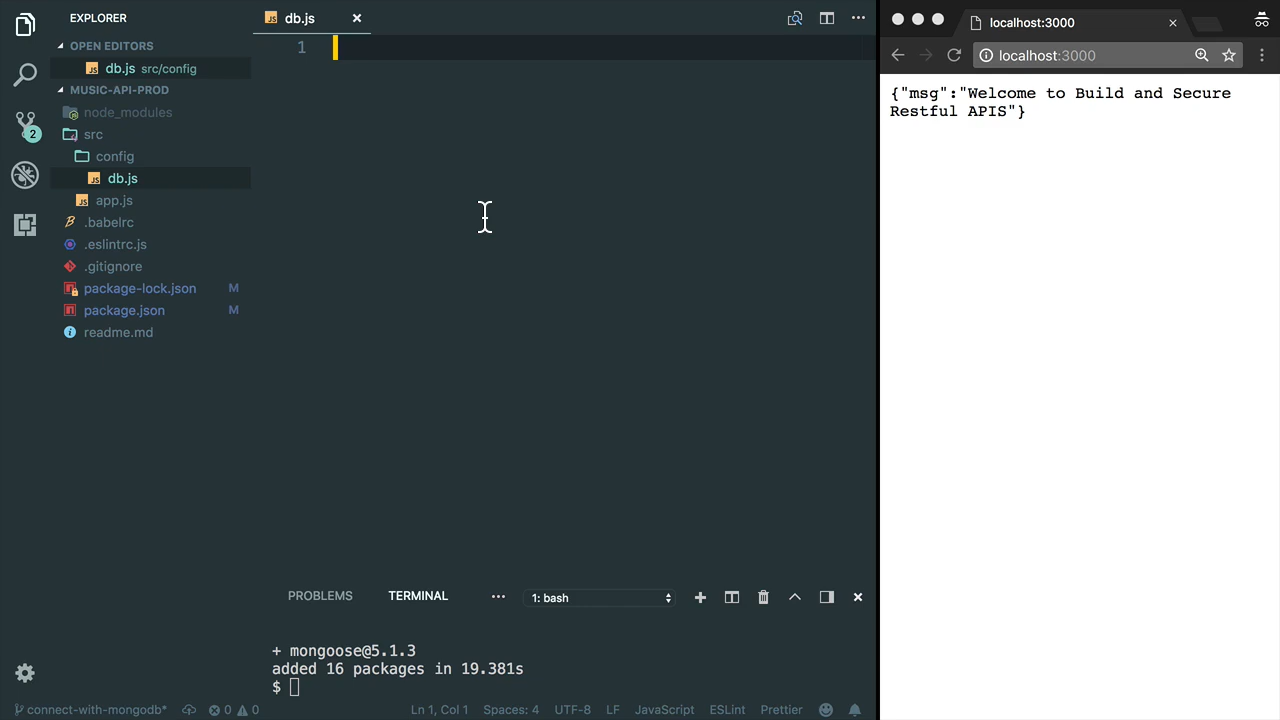 EXPLORER
OPEN EDITORS
db.js src/config
MUSIC-API-PROD
node_modules
src
config
db.js
app.js
.babelrc
.eslintrc.js
.gitignore
package-lock.json M
package.json M
readme.md
2
db.js
1
PROBLEMS TERMINAL 1: bash
+ mongoose@5.1.3
added 16 packages in 19.381s
$
connect-with-mongodb* 0 0 Ln 1, Col 1 Spaces: 4 UTF-8 LF JavaScript ESLint Prettier
localhost:3000
localhost:3000
{"msg":"Welcome to Build and Secure
Restful APIS"}